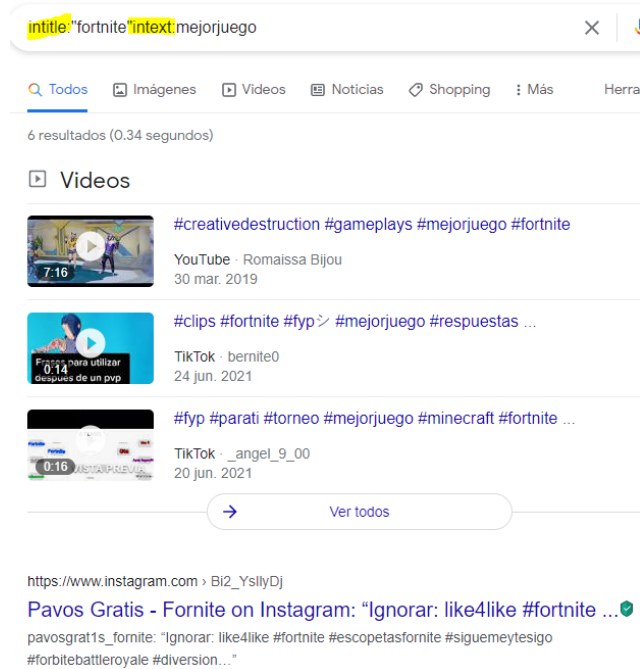 intitle:"fortnite"intext:mejorjuego
Todos Imágenes Videos Noticias Shopping Más Herra
6 resultados (0.34 segundos)
Videos
#creativedestruction #gameplays #mejorjuego #fortnite
YouTube · Romaissa Bijou
30 mar. 2019
7:16
#clips #fortnite #fypシ #mejorjuego #respuestas ...
TikTok · bernite0
24 jun. 2021
Frases para utilizar
después de un pvp
0:14
#fyp #parati #torneo #mejorjuego #minecraft #fortnite ...
TikTok · _angel_9_00
20 jun. 2021
0:16
VISTA PREVIA
Ver todos
https://www.instagram.com › Bi2_YsllyDj
Pavos Gratis - Fornite on Instagram: “Ignorar: like4like #fortnite ...
pavosgrat1s_fornite: “Ignorar: like4like #fortnite #escopetasfornite #siguemeytesigo
#forbitebattleroyale #diversion...”